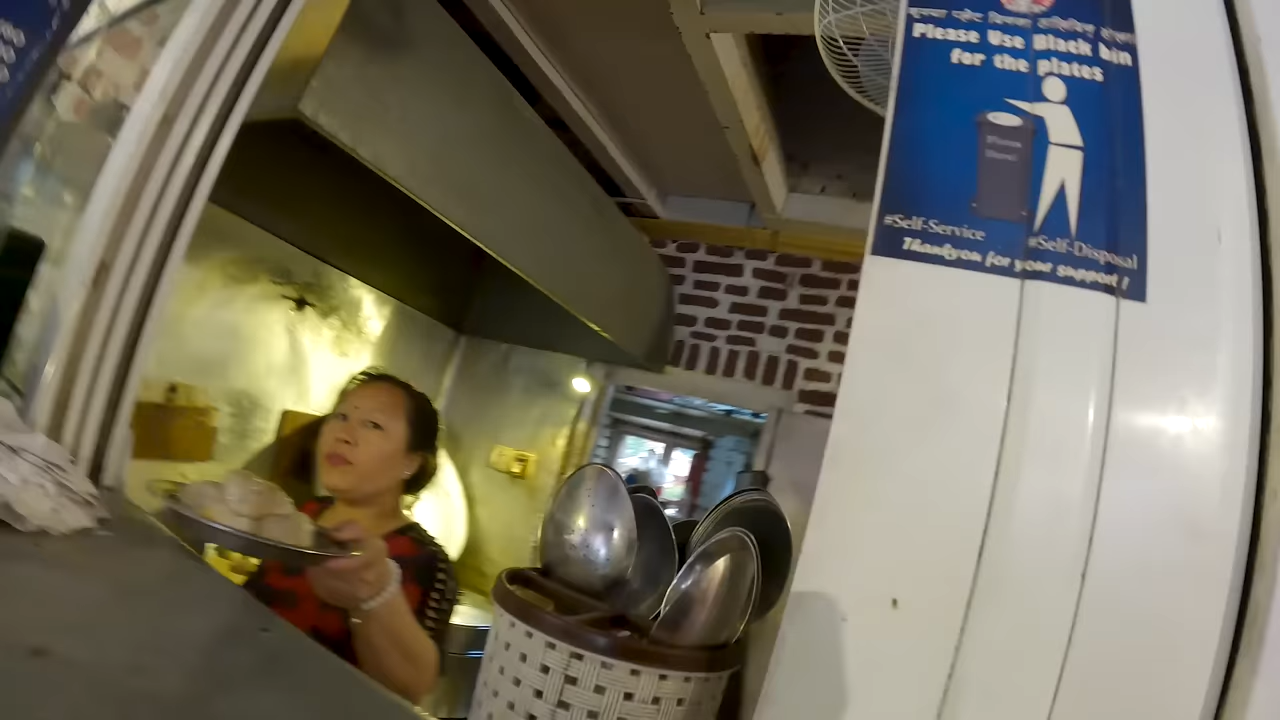 Please Use Black bin
for the plates
#Self-Service
#Self-Disposal
Thankyou for your support !